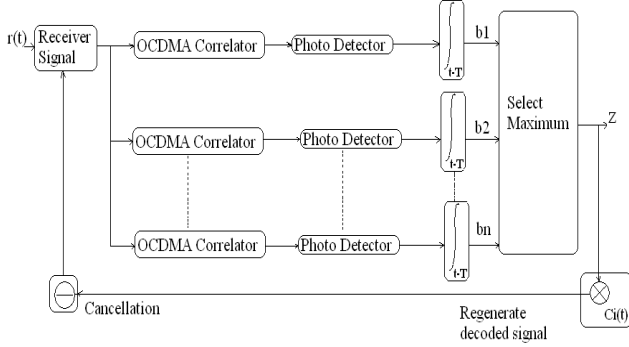 r(t)
Receiver
Signal
OCDMA Correlator
Photo Detector
t-T
b1
OCDMA Correlator
Photo Detector
t-T
b2
OCDMA Correlator
Photo Detector
t-T
bn
Select
Maximum
Z
Cancellation
Regenerate
decoded signal
Ci(t)